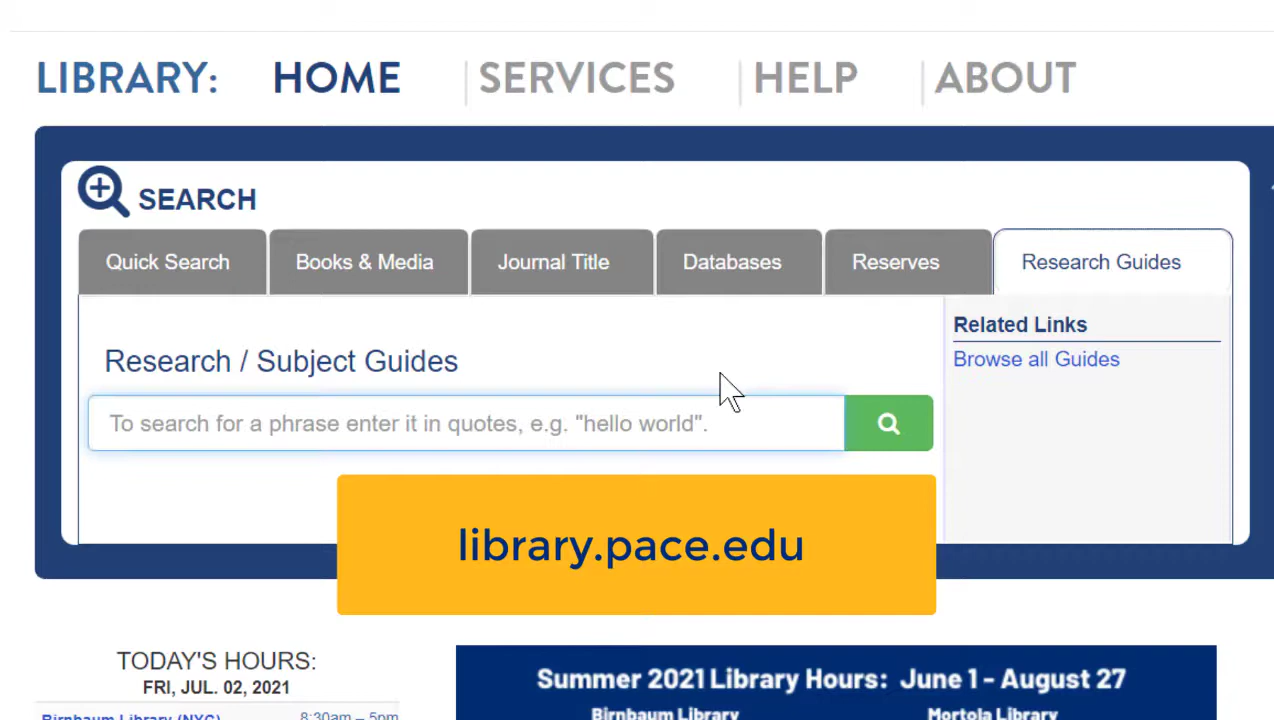 LIBRARY: HOME SERVICES HELP ABOUT
SEARCH
Quick Search Books & Media Journal Title Databases Reserves Research Guides
Related Links
Browse all Guides
Research / Subject Guides
To search for a phrase enter it in quotes, e.g. "hello world".
library.pace.edu
TODAY'S HOURS:
FRI, JUL. 02, 2021
Birnbaum Library (NYC) 8:30am – 5pm
Summer 2021 Library Hours: June 1 - August 27
Birnbaum Library Mortola Library